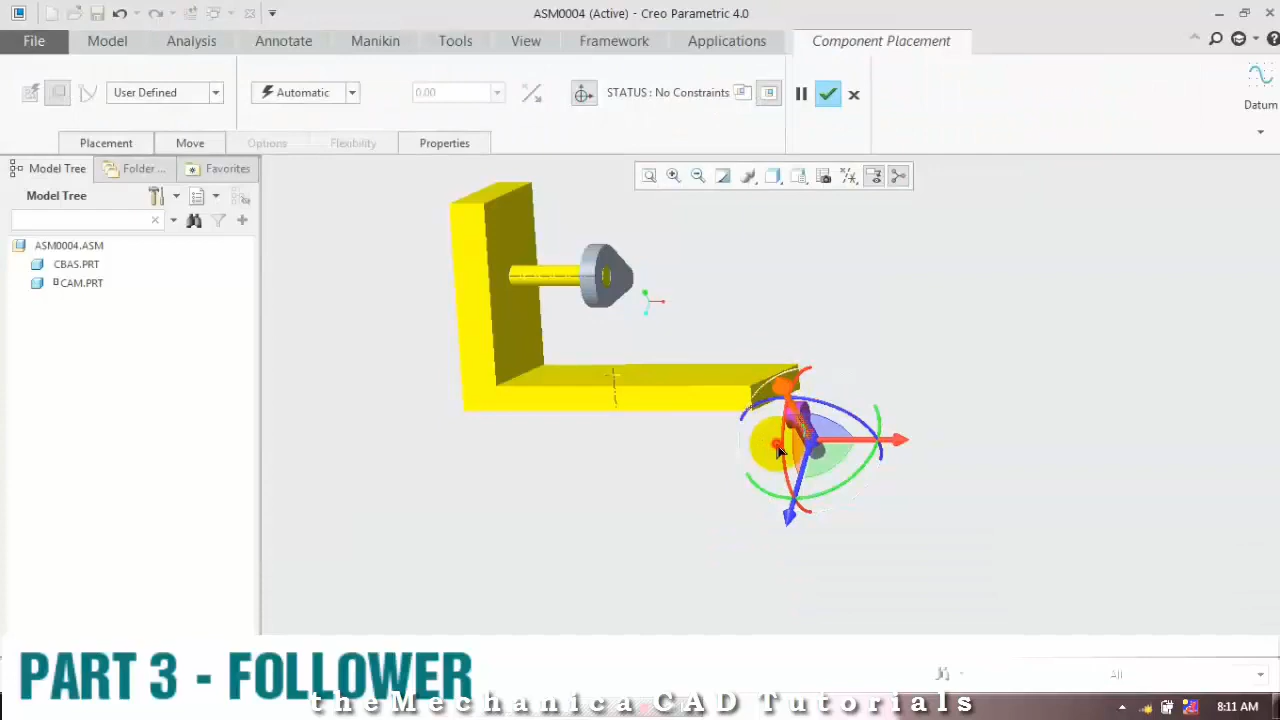 ASM0004 (Active) - Creo Parametric 4.0
File Model Analysis Annotate Manikin Tools View Framework Applications Component Placement
User Defined Automatic 0.00 STATUS : No Constraints
Datum
Placement Move Options Flexibility Properties
Model Tree Folder ... Favorites
Model Tree
ASM0004.ASM
CBAS.PRT
CAM.PRT
PART 3 - FOLLOWER
All
theMechanica CAD Tutorials
8:11 AM